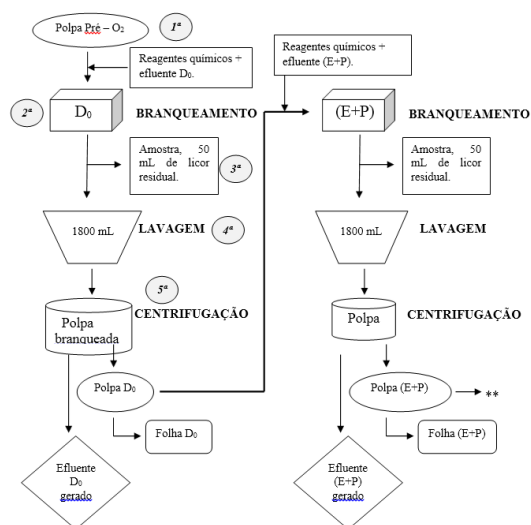 Polpa Pré – O₂
1ª
Reagentes químicos +
efluente D₀.
2ª
D₀
BRANQUEAMENTO
Amostra, 50
mL de licor
residual.
3ª
1800 mL
LAVAGEM
4ª
5ª
Polpa
branqueada
CENTRIFUGAÇÃO
Polpa D₀
Folha D₀
Efluente
D₀
gerado
Reagentes químicos +
efluente (E+P).
(E+P)
BRANQUEAMENTO
Amostra, 50
mL de licor
residual.
1800 mL
LAVAGEM
Polpa
CENTRIFUGAÇÃO
Polpa (E+P)
**
Folha (E+P)
Efluente
(E+P)
gerado